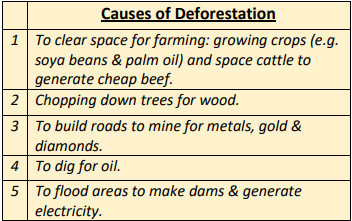 Causes of Deforestation
1 To clear space for farming: growing crops (e.g.
soya beans & palm oil) and space cattle to
generate cheap beef.
2 Chopping down trees for wood.
3 To build roads to mine for metals, gold &
diamonds.
4 To dig for oil.
5 To flood areas to make dams & generate
electricity.